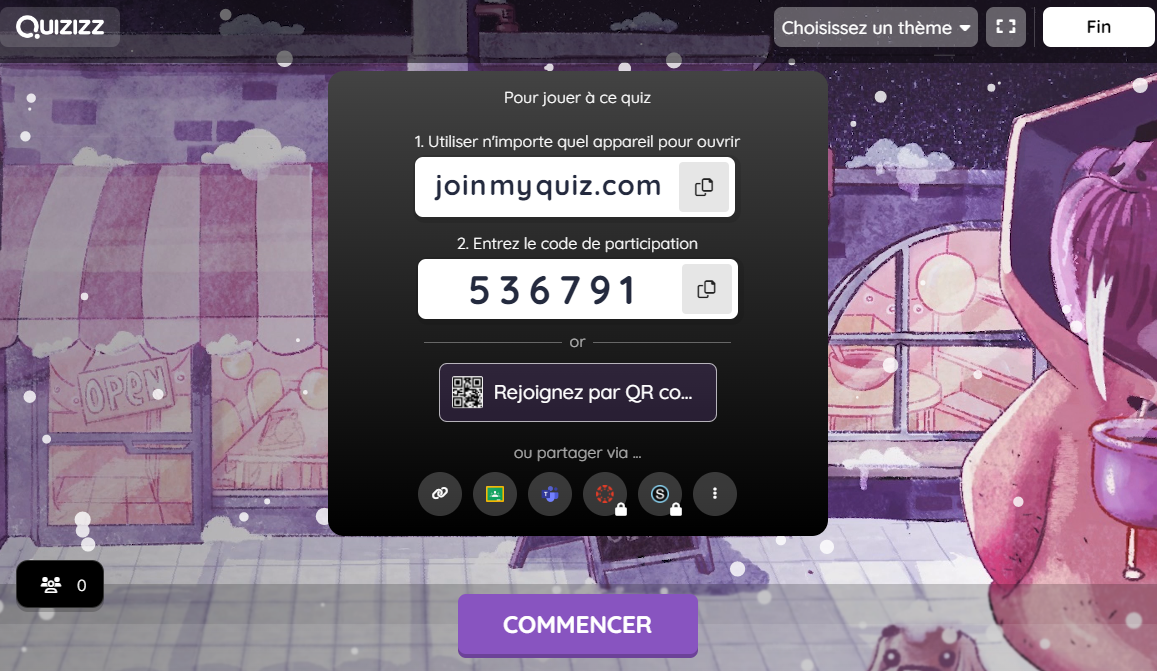 Quizizz
Choisissez un thème
Fin
Pour jouer à ce quiz
1. Utiliser n'importe quel appareil pour ouvrir
joinmyquiz.com
2. Entrez le code de participation
536791
or
Rejoignez par QR co...
ou partager via ...
OPEN
0
COMMENCER